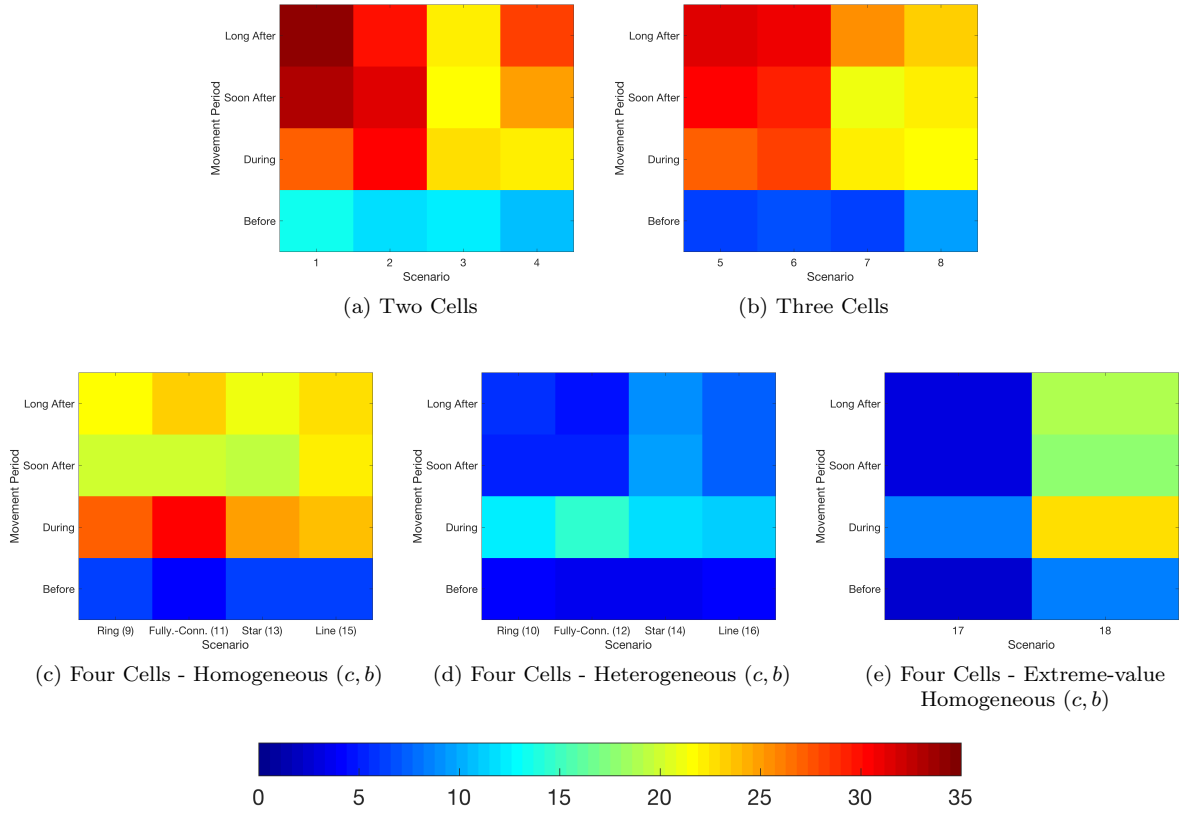 Long After
Soon After
During
Before
Movement Period
1 2 3 4
Scenario
(a) Two Cells
Long After
Soon After
During
Before
Movement Period
5 6 7 8
Scenario
(b) Three Cells
Long After
Soon After
During
Before
Movement Period
Ring (9) Fully.-Conn. (11) Star (13) Line (15)
Scenario
(c) Four Cells - Homogeneous (c, b)
Long After
Soon After
During
Before
Movement Period
Ring (10) Fully-Conn. (12) Star (14) Line (16)
Scenario
(d) Four Cells - Heterogeneous (c, b)
Long After
Soon After
During
Before
Movement Period
17 18
Scenario
(e) Four Cells - Extreme-value
Homogeneous (c, b)
0 5 10 15 20 25 30 35